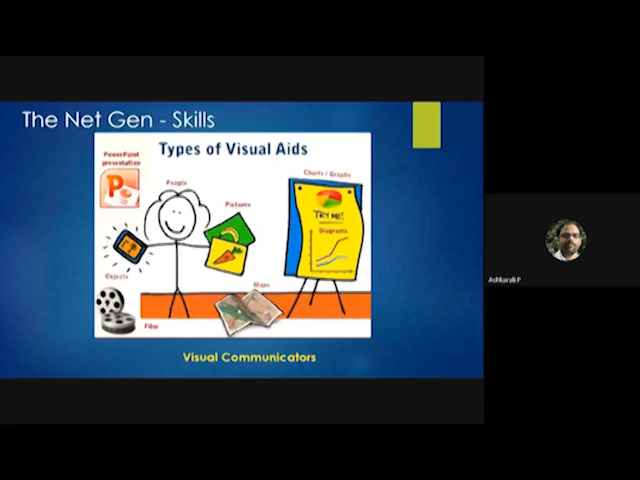 The Net Gen - Skills
Types of Visual Aids
PowerPoint
presentation
P
People
Pictures
Charts / Graphs
TRY ME!
Diagrams
Objects
Maps
Film
Visual Communicators
Ashkarali P